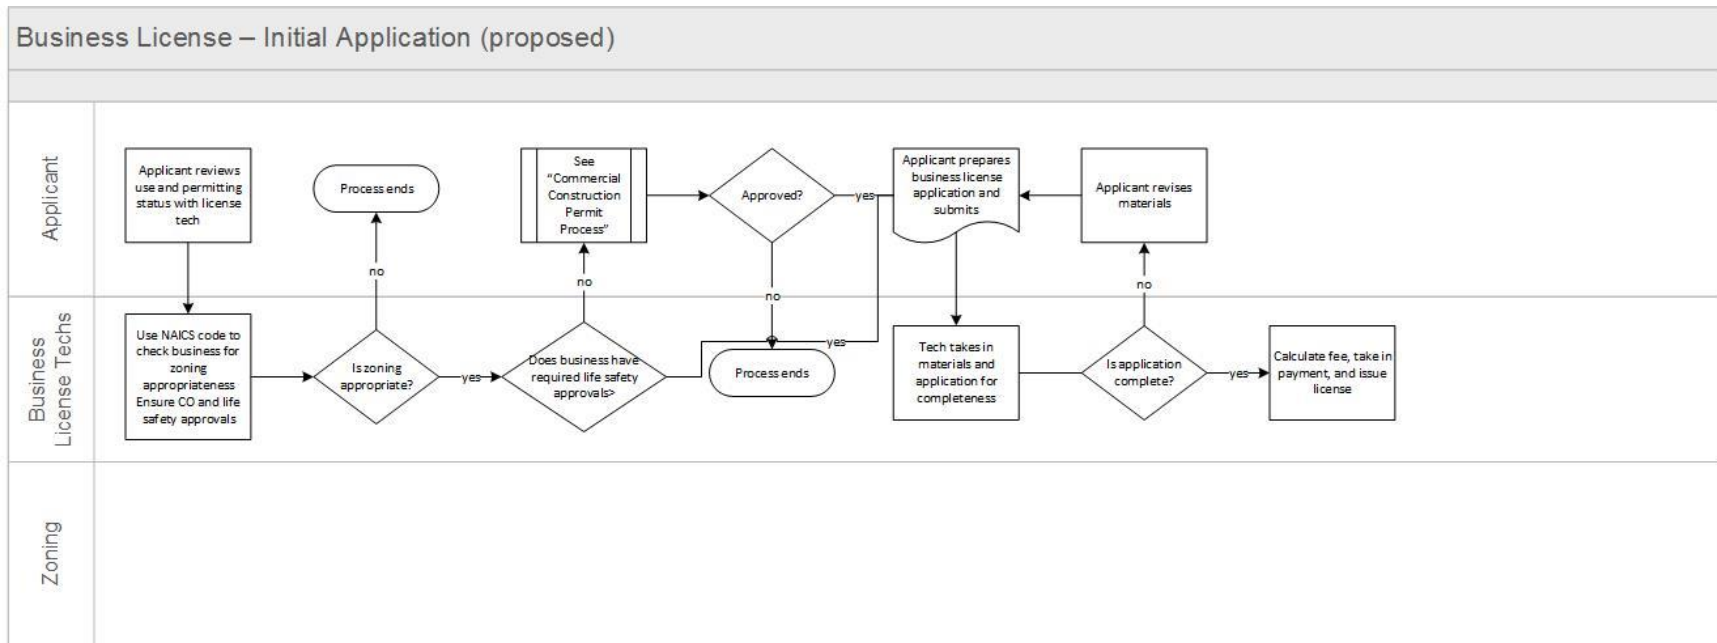 Business License – Initial Application (proposed)
Applicant
Applicant reviews
use and permitting
status with license
tech
Process ends
no
See
“Commercial
Construction
Permit
Process”
no
Approved?
yes
no
Applicant prepares
business license
application and
submits
Applicant revises
materials
no
Business
License Techs
Use NAICS code to
check business for
zoning
appropriateness
Ensure CO and life
safety approvals
Is zoning
appropriate?
yes
Does business have
required life safety
approvals>
yes
Process ends
Tech takes in
materials and
application for
completeness
Is application
complete?
yes
Calculate fee, take in
payment, and issue
license
Zoning